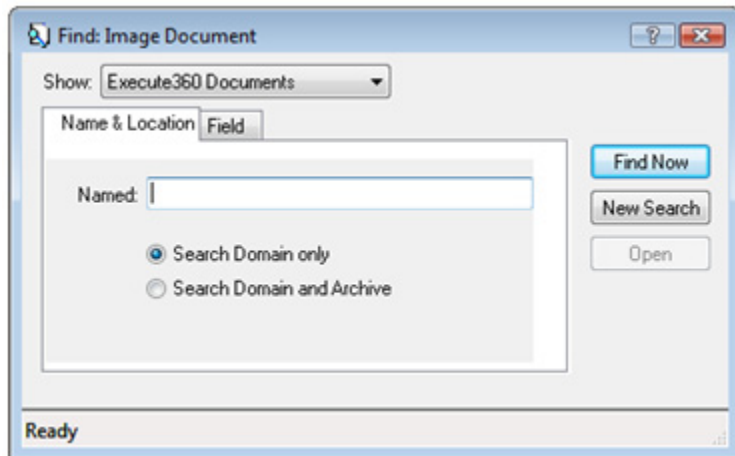 Find: Image Document
Show: Execute360 Documents
Name & Location Field
Named:
Search Domain only
Search Domain and Archive
Find Now
New Search
Open
Ready